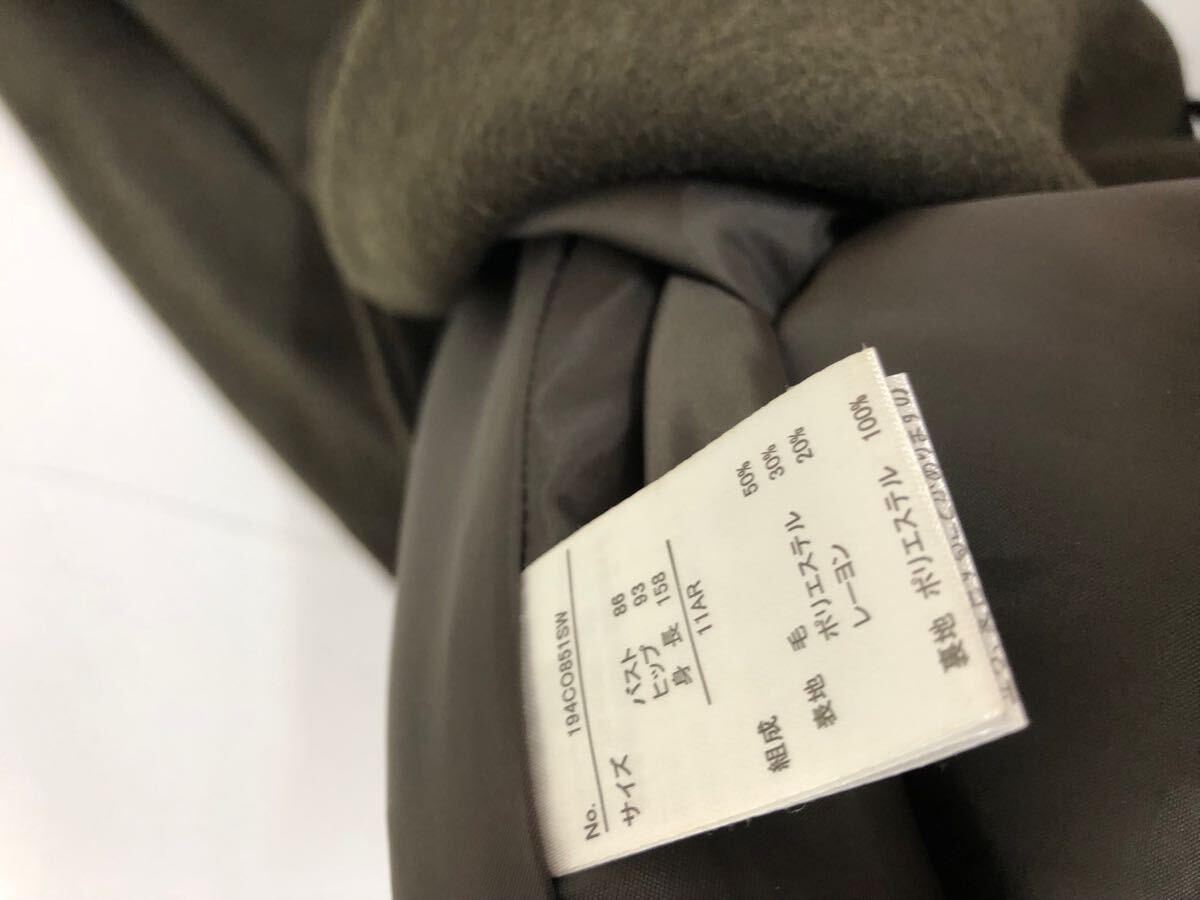 No. 194CO851SW
サイズ バスト 86
ヒップ 93
身 長 158
11AR
組成
表地 毛 50%
ポリエステル 30%
レーヨン 20%
裏地 ポリエステル 100%